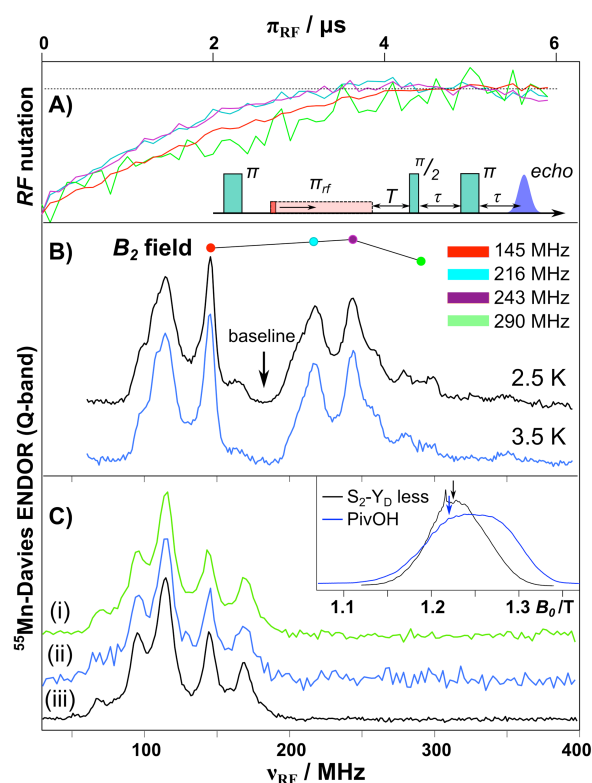 π_RF / μs
0 2 4 6
A)
RF nutation
π π_rf T π/2 τ π τ echo
B)
B₂ field
145 MHz
216 MHz
243 MHz
290 MHz
baseline
2.5 K
3.5 K
⁵⁵Mn-Davies ENDOR (Q-band)
C)
S₂-Y_D less
PivOH
1.1 1.2 1.3 B₀/T
(i)
(ii)
(iii)
100 200 300 400
ν_RF / MHz